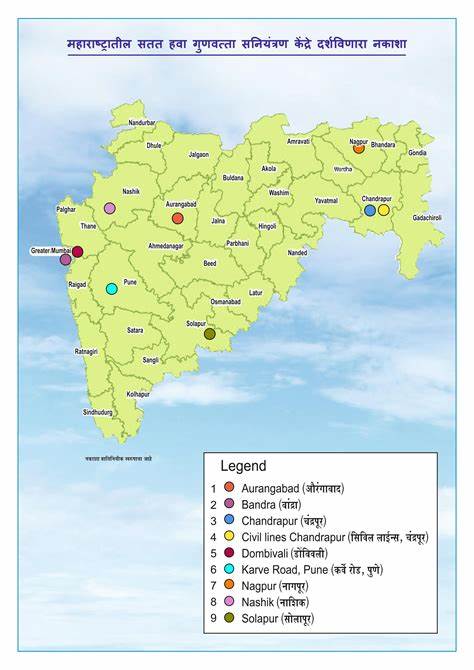 महाराष्ट्रातील सतत हवा गुणवत्ता सनियंत्रण केंद्रे दर्शविणारा नकाशा
Nandurbar
Dhule
Jalgaon
Amravati
Nagpur
Bhandara
Gondia
Buldana
Akola
Wardha
Nashik
Washim
Yavatmal
Chandrapur
Palghar
Aurangabad
Gadachiroli
Thane
Jalna
Hingoli
Greater.Mumbai
Ahmedanagar
Parbhani
Nanded
Beed
Raigad
Pune
Latur
Osmanabad
Satara
Solapur
Ratnagiri
Sangli
Kolhapur
Sindhudurg
नकाशा प्रातिनिधीक स्वरुपाचा आहे
Legend
1 Aurangabad (औरंगाबाद)
2 Bandra (बांद्रा)
3 Chandrapur (चंद्रपूर)
4 Civil lines Chandrapur (सिविल लाईन्स, चंद्रपूर)
5 Dombivali (डोंबिवली)
6 Karve Road, Pune (कर्वे रोड, पुणे)
7 Nagpur (नागपूर)
8 Nashik (नाशिक)
9 Solapur (सोलापूर)